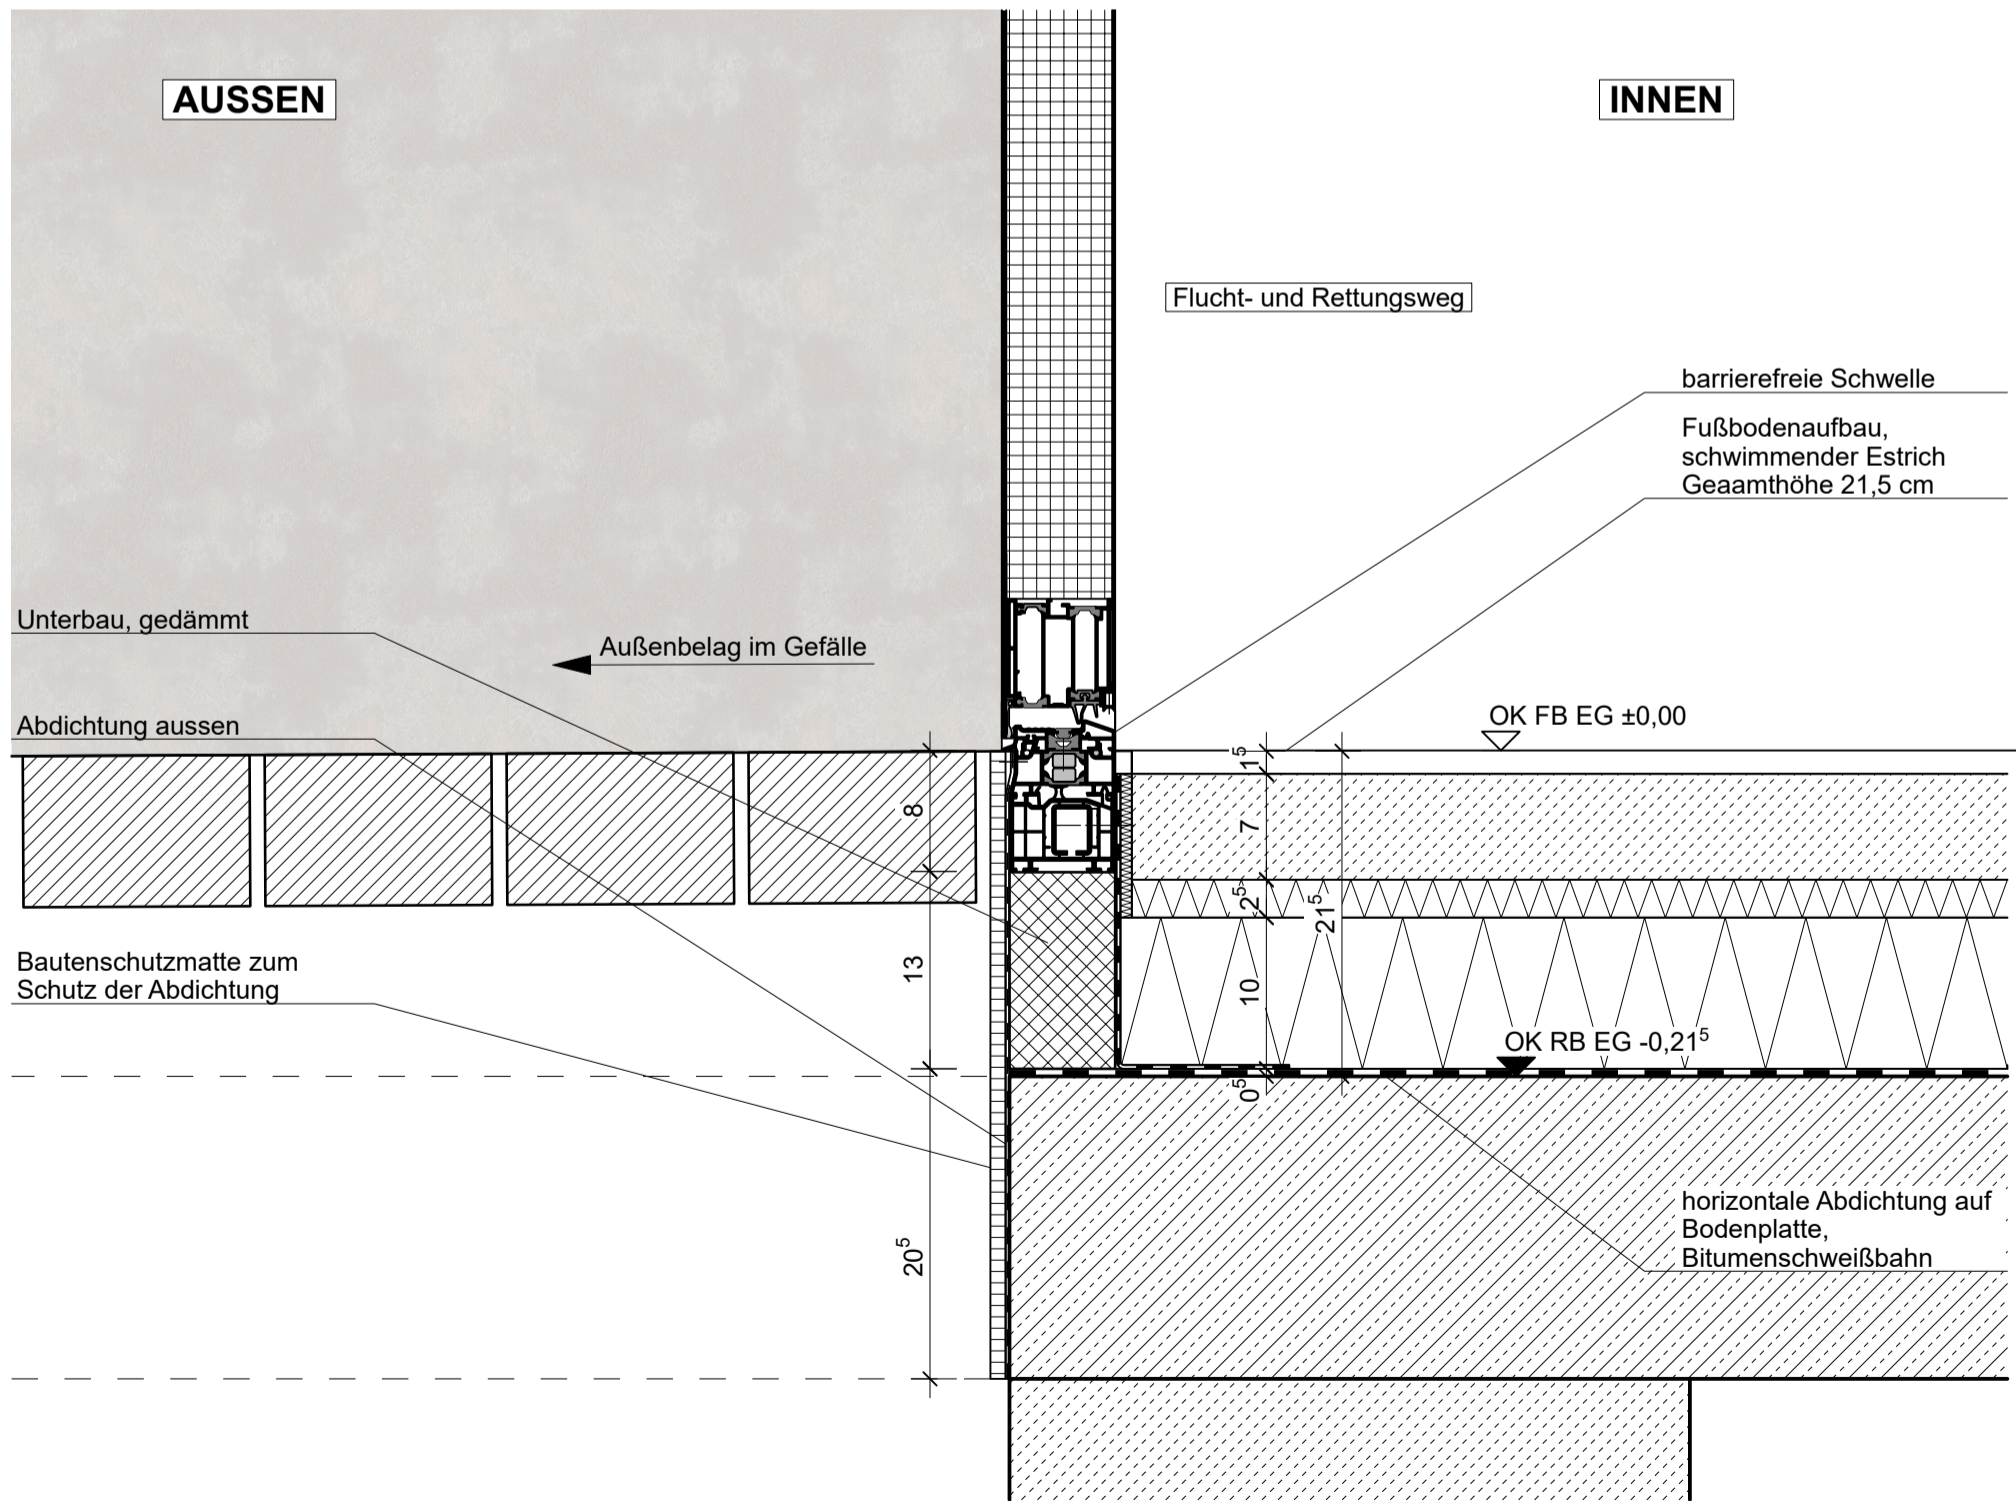 AUSSEN
INNEN
Flucht- und Rettungsweg
barrierefreie Schwelle
Fußbodenaufbau,
schwimmender Estrich
Geaamthöhe 21,5 cm
Unterbau, gedämmt
Außenbelag im Gefälle
Abdichtung aussen
OK FB EG ±0,00
1⁵
8
7
2⁵
21⁵
Bautenschutzmatte zum
Schutz der Abdichtung
13
10
OK RB EG -0,21⁵
0⁵
20⁵
horizontale Abdichtung auf
Bodenplatte,
Bitumenschweißbahn